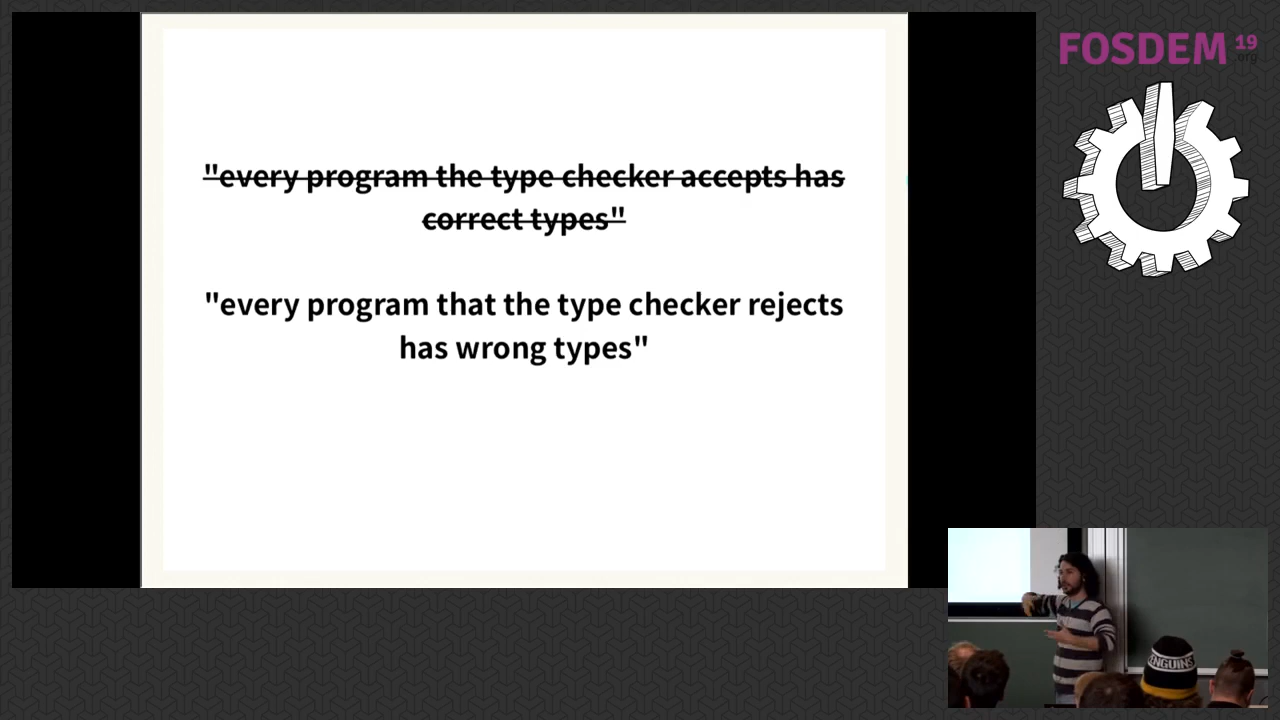 "every program the type checker accepts has
correct types"
"every program that the type checker rejects
has wrong types"
FOSDEM 19
.org
PENGUINS